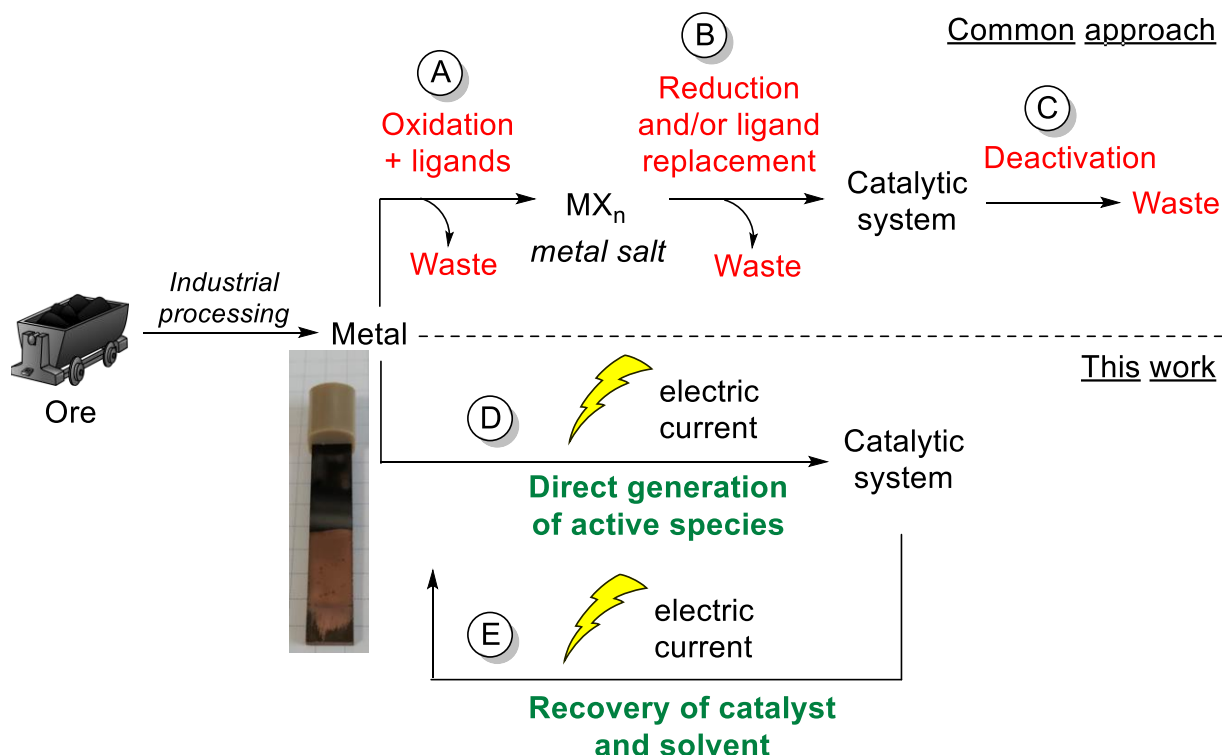 Common approach
A
B
C
Oxidation
+ ligands
Reduction
and/or ligand
replacement
Deactivation
MXn
metal salt
Catalytic
system
Waste
Waste
Waste
Industrial
processing
Metal
Ore
This work
D
electric
current
Catalytic
system
Direct generation
of active species
E
electric
current
Recovery of catalyst
and solvent